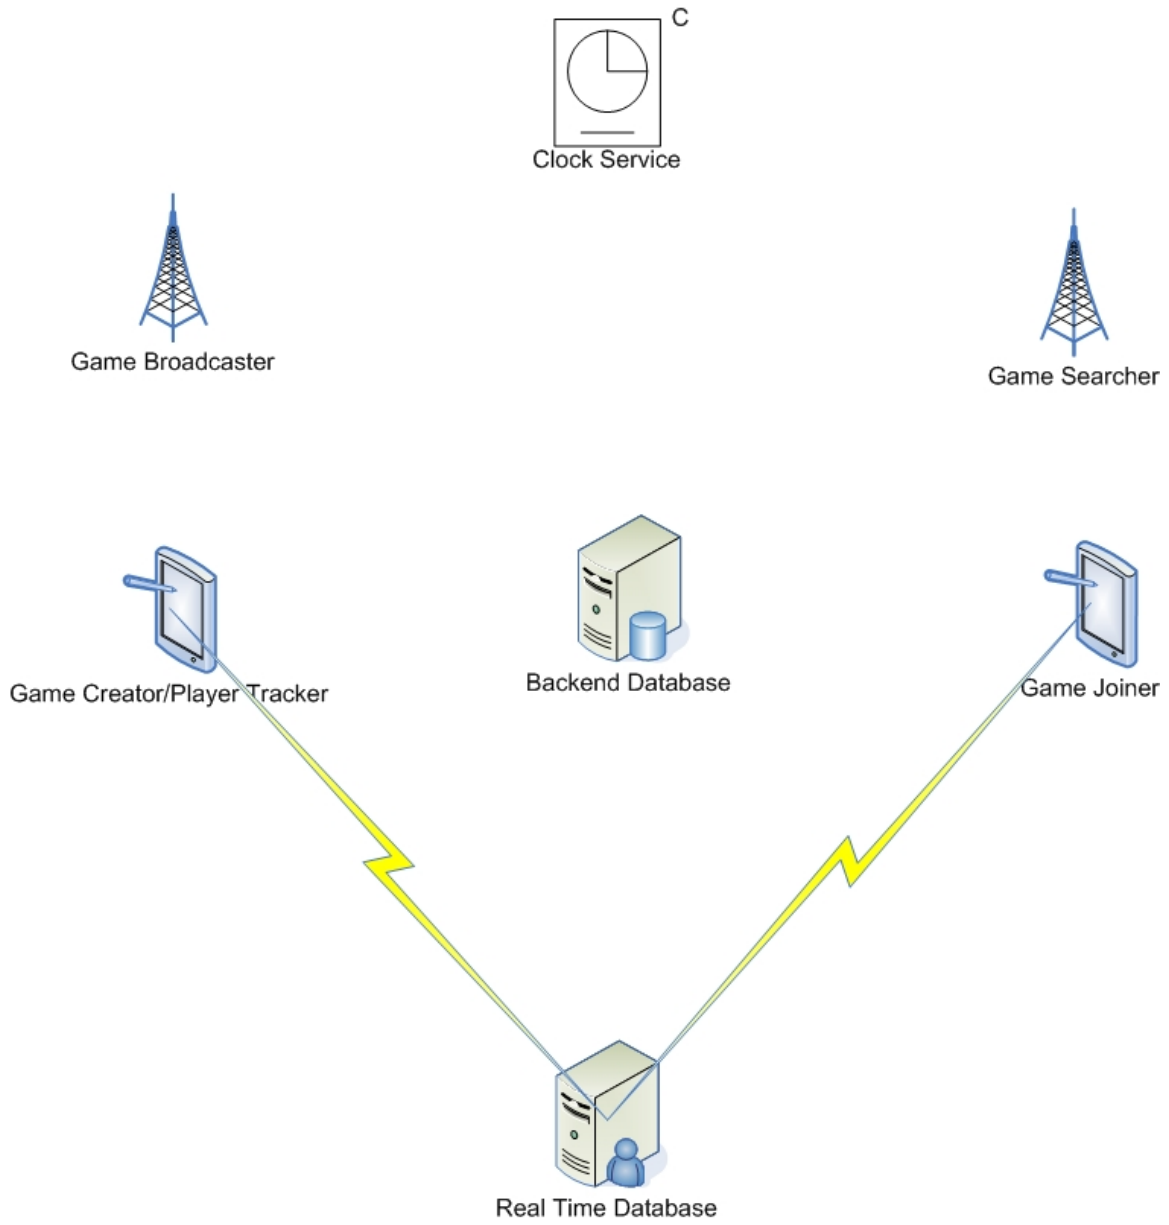 C
Clock Service
Game Broadcaster
Game Searcher
Backend Database
Game Creator/Player Tracker
Game Joiner
Real Time Database